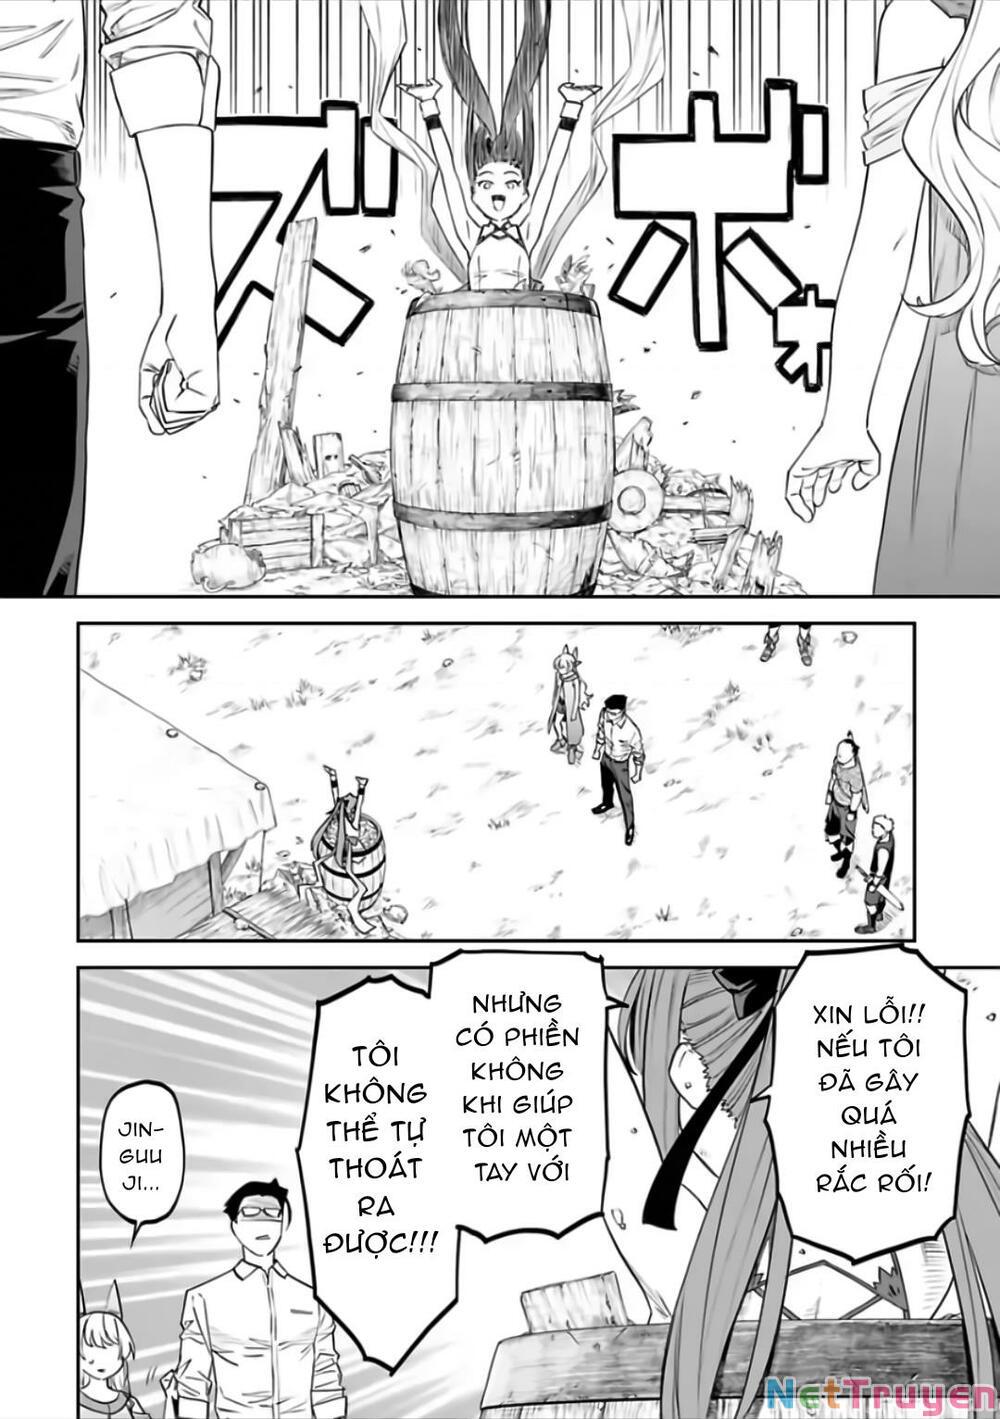 ズボォ
XIN LỖI!!
NẾU TÔI
ĐÃ GÂY
QUÁ
NHIỀU
RẮC RỐI!
NHƯNG
CÓ PHIỀN
KHÔNG
KHI GIÚP
TÔI MỘT
TAY VỚI
TÔI
KHÔNG
THỂ TỰ
THOÁT
RA
ĐƯỢC!!!
JIN-
GUU
JI...
NetTruyen